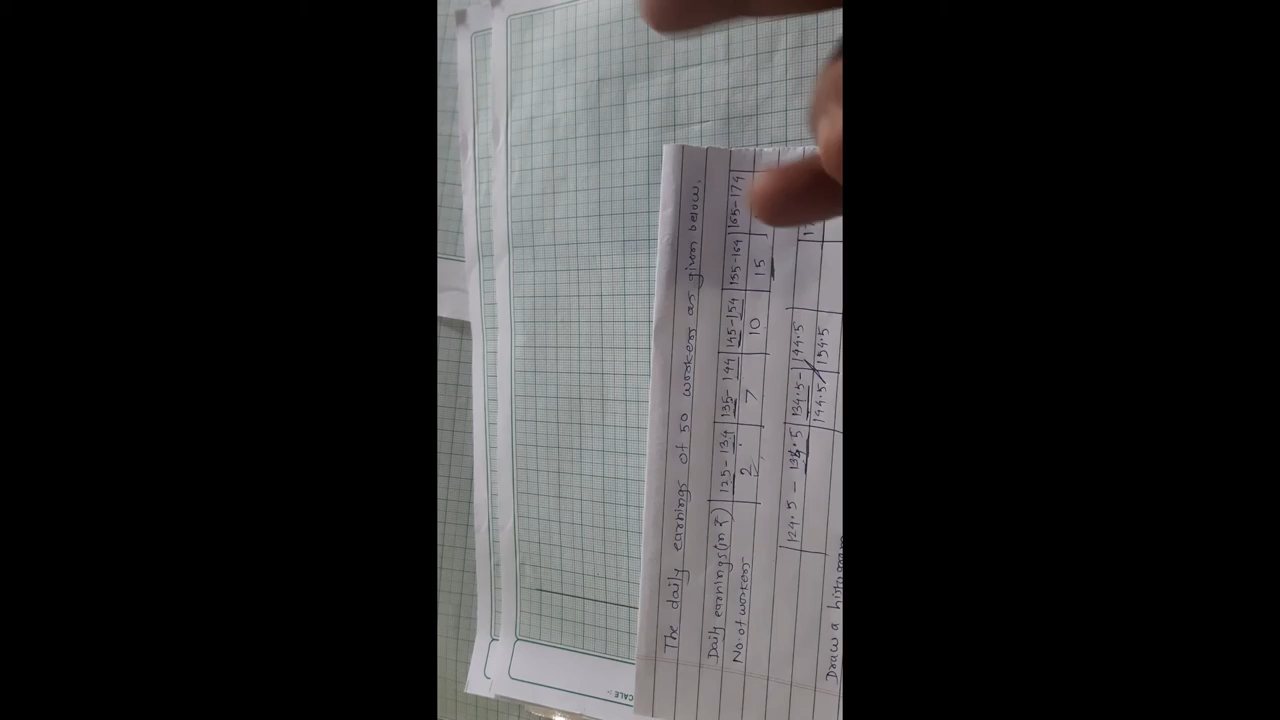 The daily earnings of 50 workers as given below.
Daily earnings (in ₹) 125-134 135-144 145-154 155-164 165-174
No. of workers 2 7 10 15
124.5 - 134.5 134.5 - 144.5
144.5 154.5
Draw a
CALE:-